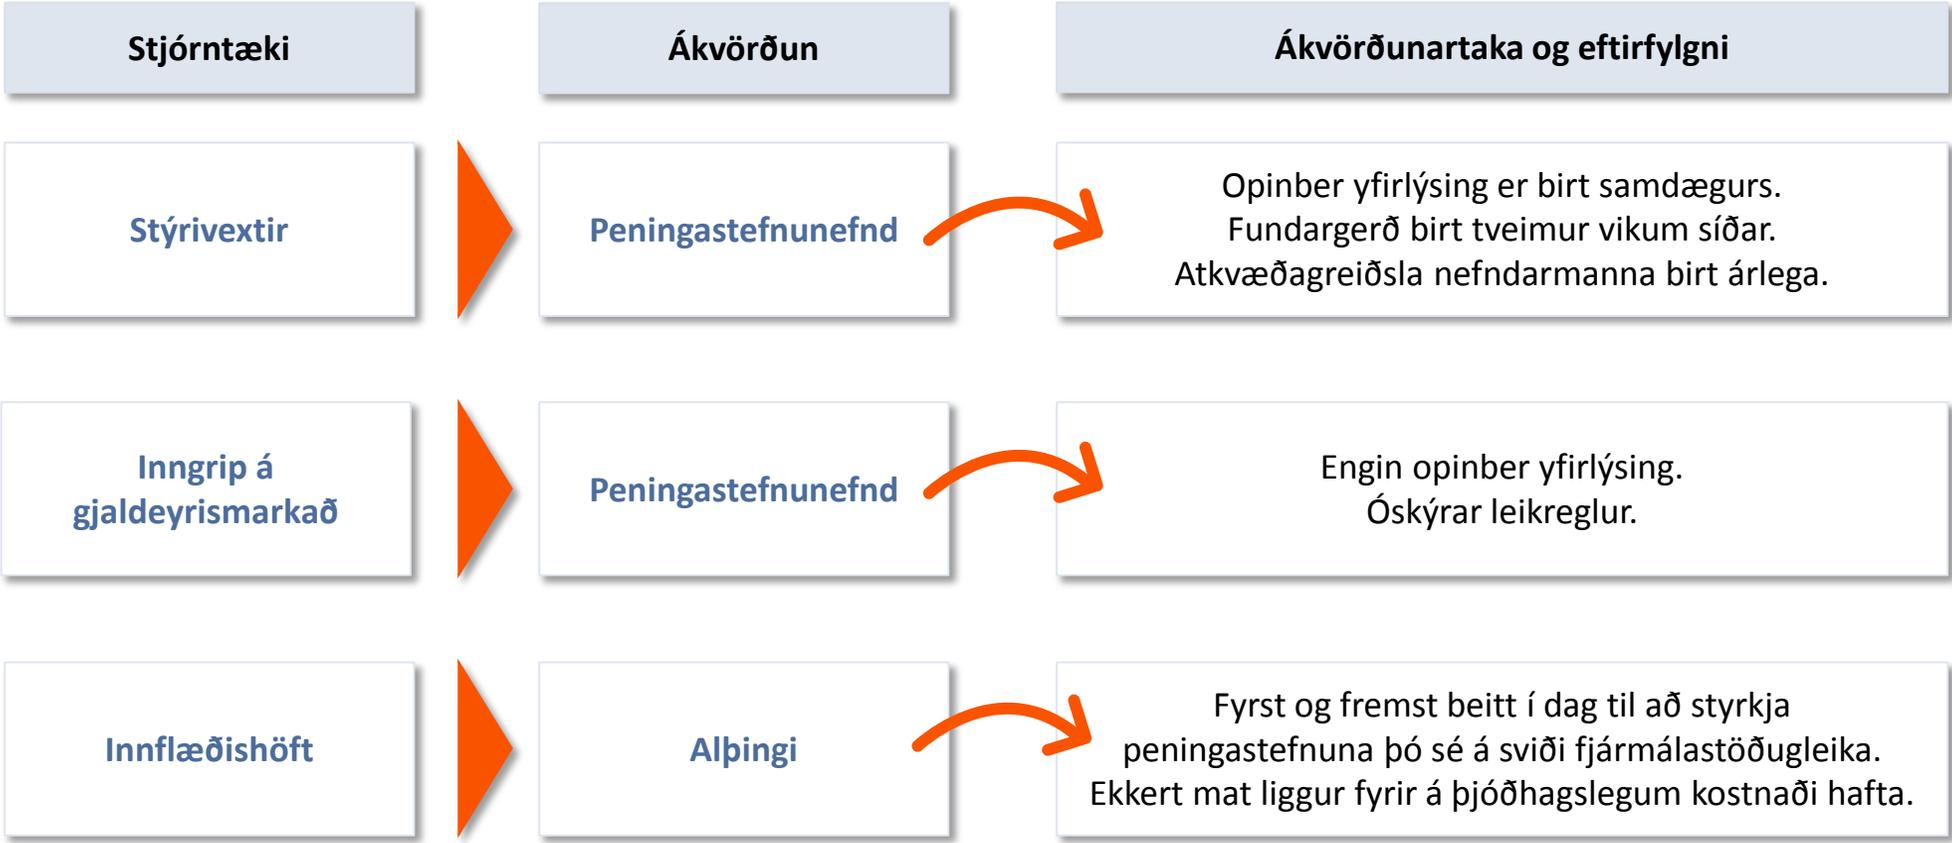 Stjórntæki
Ákvörðun
Ákvörðunartaka og eftirfylgni
Stýrivextir
Peningastefnunefnd
Opinber yfirlýsing er birt samdægurs.
Fundargerð birt tveimur vikum síðar.
Atkvæðagreiðsla nefndarmanna birt árlega.
Inngrip á
gjaldeyrismarkað
Peningastefnunefnd
Engin opinber yfirlýsing.
Óskýrar leikreglur.
Innflæðishöft
Alþingi
Fyrst og fremst beitt í dag til að styrkja
peningastefnuna þó sé á sviði fjármálastöðugleika.
Ekkert mat liggur fyrir á þjóðhagslegum kostnaði hafta.